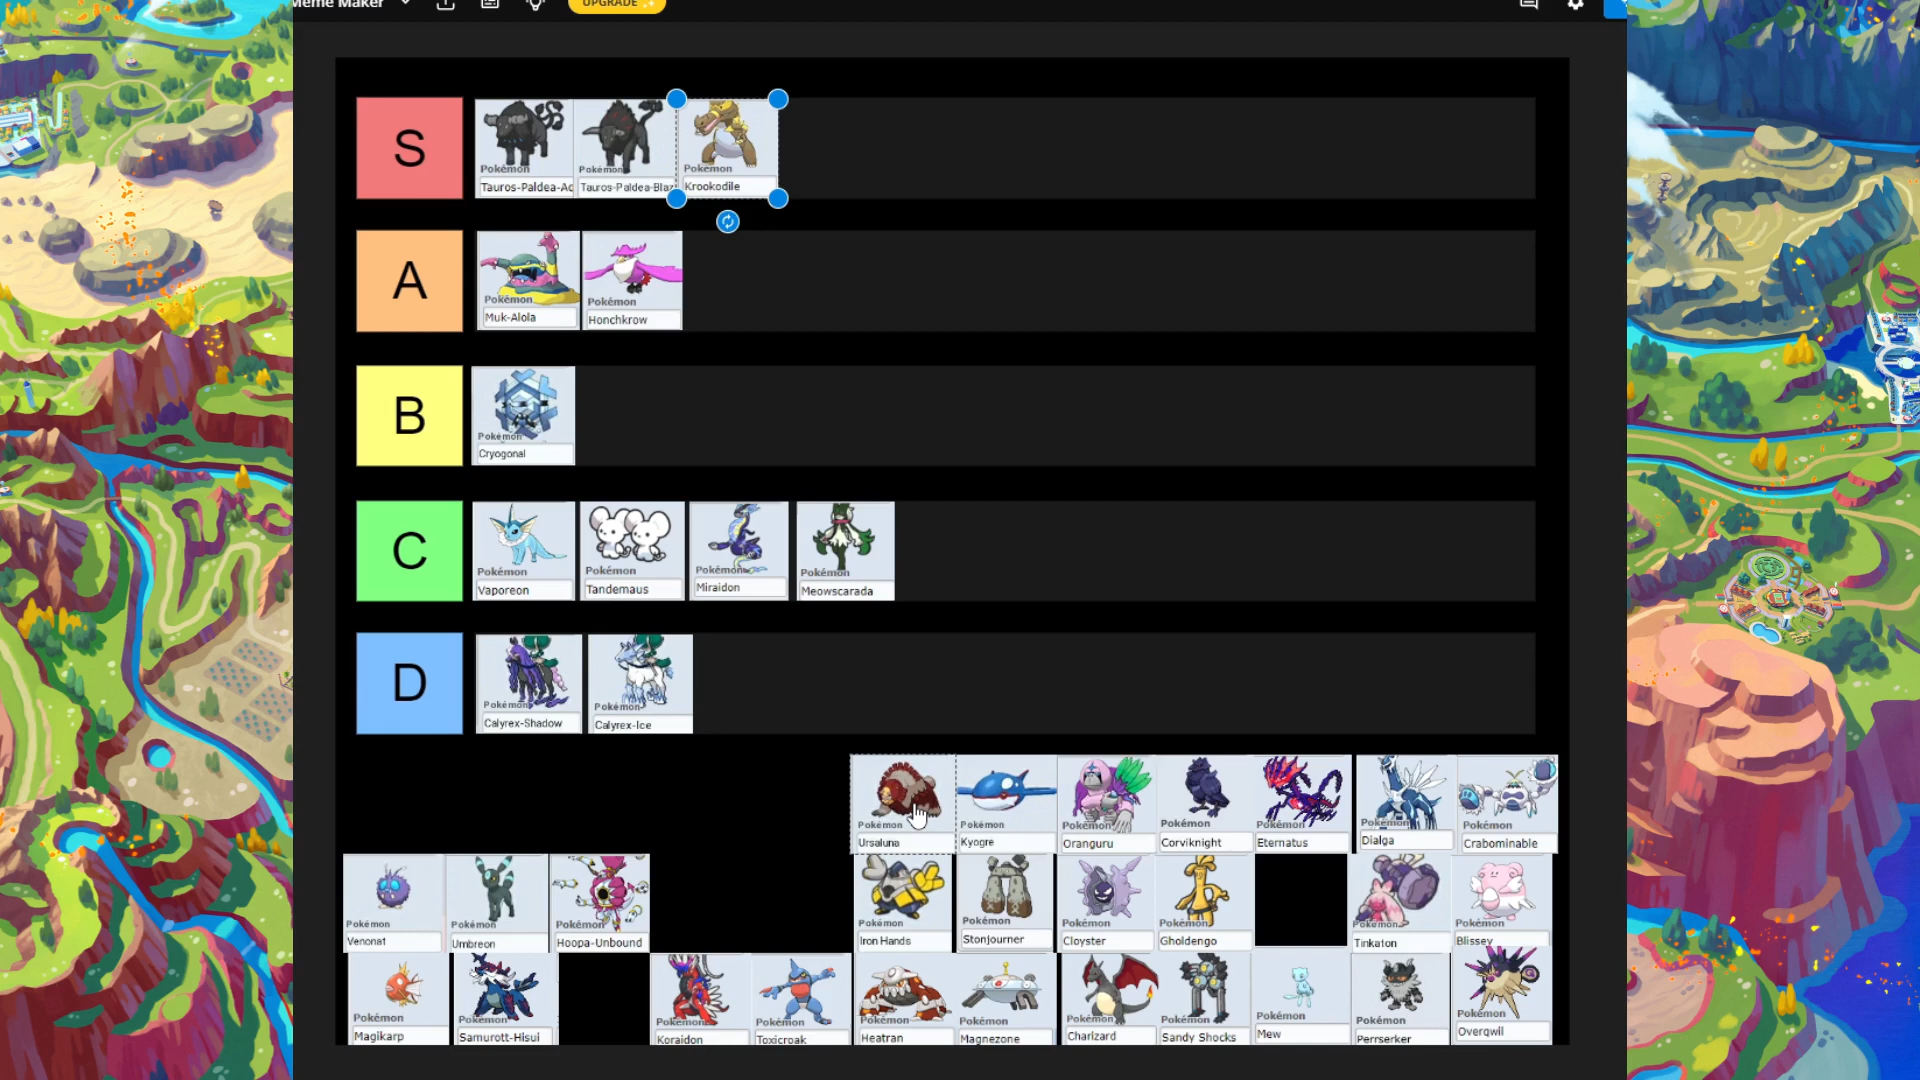 Meme Maker
UPGRADE
S
Pokémon Pokémon Pokémon
Tauros-Paldea-Aq Tauros-Paldea-Blaz Krookodile
A
Pokémon Pokémon
Muk-Alola Honchkrow
B
Pokémon
Cryogonal
C
Pokémon Pokémon Pokémon Pokémon
Vaporeon Tandemaus Miraidon Meowscarada
D
Pokémon Pokémon
Calyrex-Shadow Calyrex-Ice
Pokémon Pokémon Pokémon Pokémon Pokémon Pokémon Pokémon
Ursaluna Kyogre Oranguru Corviknight Eternatus Dialga Crabominable
Pokémon Pokémon Pokémon Pokémon Pokémon Pokémon Pokémon Pokémon Pokémon
Venonat Umbreon Hoopa-Unbound Iron Hands Stonjourner Cloyster Gholdengo Tinkaton Blissey
Pokémon Pokémon Pokémon Pokémon Pokémon Pokémon Pokémon Pokémon Pokémon Pokémon Pokémon
Magikarp Samurott-Hisui Koraidon Toxicroak Heatran Magnezone Charizard Sandy Shocks Mew Perrserker Overqwil